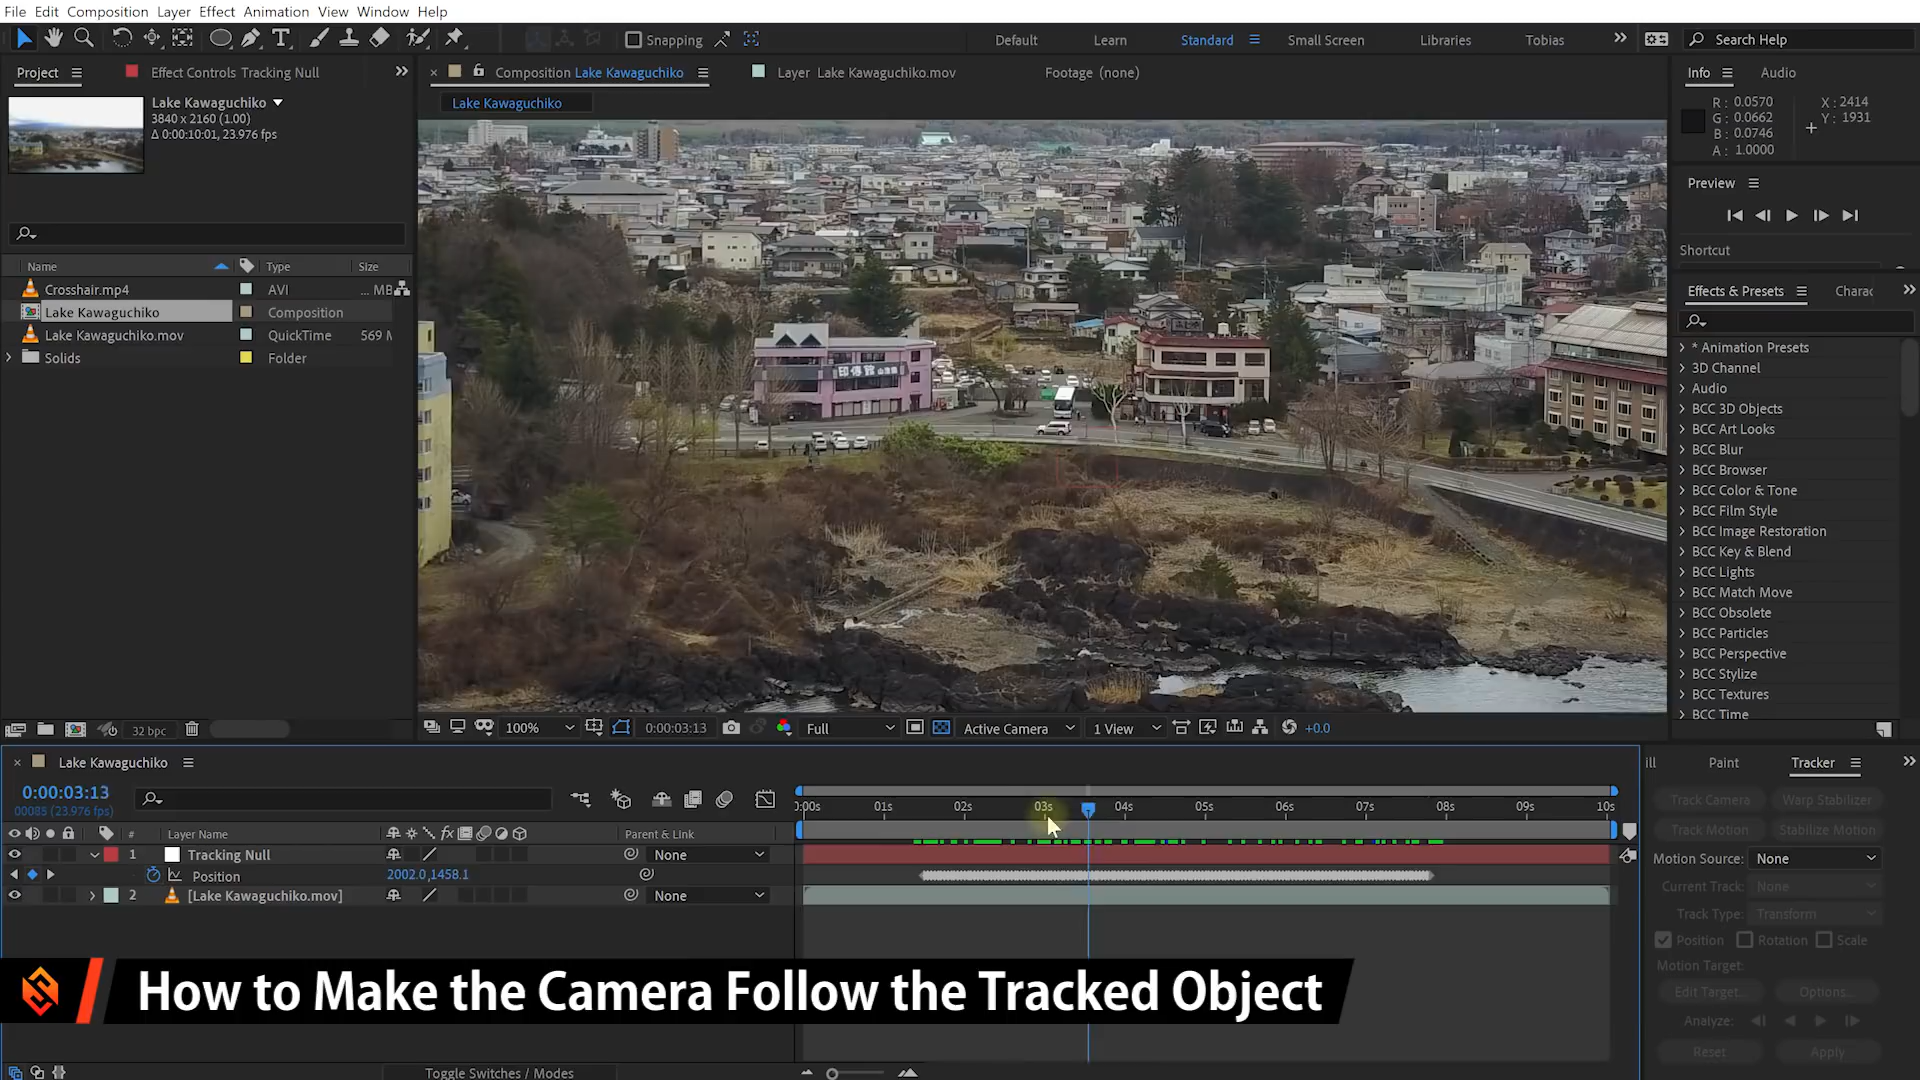 File Edit Composition Layer Effect Animation View Window Help
Snapping Default Learn Standard Small Screen Libraries Tobias Search Help
Project Effect Controls Tracking Null Composition Lake Kawaguchiko Layer Lake Kawaguchiko.mov Footage (none) Info Audio
Lake Kawaguchiko
3840 x 2160 (1.00)
Δ 0:00:10:01, 23.976 fps
Lake Kawaguchiko
R: 0.0570
G: 0.0662
B: 0.0746
A: 1.0000
X: 2414
Y: 1931
Preview
Shortcut
Name Type Size
Crosshair.mp4 AVI ... MB
Lake Kawaguchiko Composition
Lake Kawaguchiko.mov QuickTime 569 M
Solids Folder
印傳館
Effects & Presets Charac
* Animation Presets
3D Channel
Audio
BCC 3D Objects
BCC Art Looks
BCC Blur
BCC Browser
BCC Color & Tone
BCC Film Style
BCC Image Restoration
BCC Key & Blend
BCC Lights
BCC Match Move
BCC Obsolete
BCC Particles
BCC Perspective
BCC Stylize
BCC Textures
BCC Time
32 bpc 100% 0:00:03:13 Full Active Camera 1 View +0.0
Lake Kawaguchiko
0:00:03:13
00083 (23.976 fps)
0:00s 01s 02s 03s 04s 05s 06s 07s 08s 09s 10s
# Layer Name fx Parent & Link
1 Tracking Null None
Position 2002.0,1458.1
2 [Lake Kawaguchiko.mov] None
ill Paint Tracker
Track Camera Warp Stabilizer
Track Motion Stabilize Motion
Motion Source: None
Current Track: None
Track Type: Transform
Position Rotation Scale
Motion Target:
Edit Target... Options...
Analyze:
Reset Apply
How to Make the Camera Follow the Tracked Object
Toggle Switches / Modes